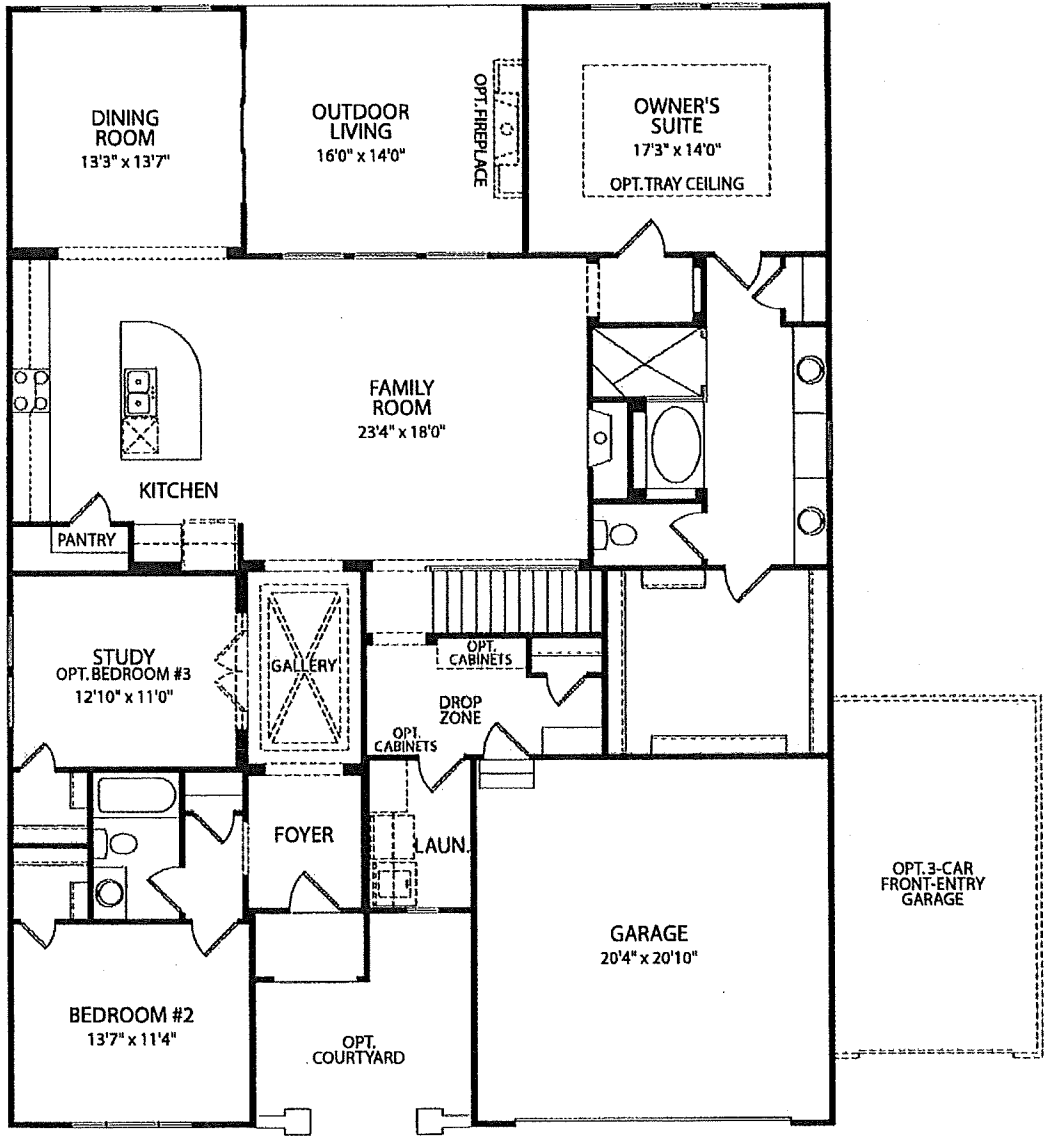 DINING
ROOM
13'3" x 13'7"
OUTDOOR
LIVING
16'0" x 14'0"
OPT. FIREPLACE
OWNER'S
SUITE
17'3" x 14'0"
OPT. TRAY CEILING
FAMILY
ROOM
23'4" x 18'0"
KITCHEN
PANTRY
STUDY
OPT. BEDROOM #3
12'10" x 11'0"
GALLERY
OPT.
CABINETS
DROP
ZONE
OPT.
CABINETS
FOYER
LAUN.
OPT. 3-CAR
FRONT-ENTRY
GARAGE
GARAGE
20'4" x 20'10"
BEDROOM #2
13'7" x 11'4"
OPT.
COURTYARD